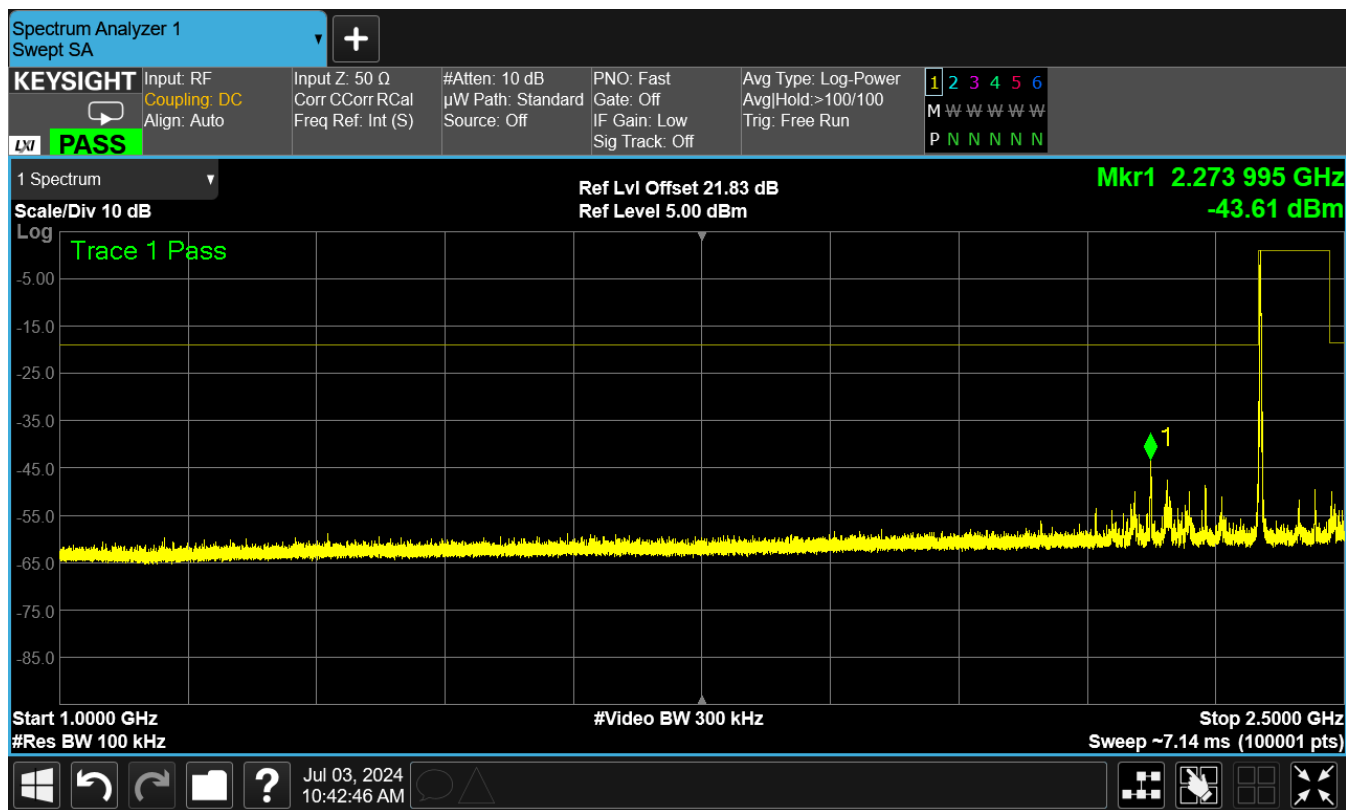 Spectrum Analyzer 1
Swept SA
+
KEYSIGHT
LXI PASS
Input: RF
Coupling: DC
Align: Auto
Input Z: 50 Ω
Corr CCorr RCal
Freq Ref: Int (S)
#Atten: 10 dB
µW Path: Standard
Source: Off
PNO: Fast
Gate: Off
IF Gain: Low
Sig Track: Off
Avg Type: Log-Power
Avg|Hold:>100/100
Trig: Free Run
1 2 3 4 5 6
M W W W W W
P N N N N N
1 Spectrum
Scale/Div 10 dB
Ref Lvl Offset 21.83 dB
Ref Level 5.00 dBm
Mkr1 2.273 995 GHz
-43.61 dBm
Log
Trace 1 Pass
-5.00
-15.0
-25.0
-35.0
1
-45.0
-55.0
-65.0
-75.0
-85.0
Start 1.0000 GHz
#Res BW 100 kHz
#Video BW 300 kHz
Stop 2.5000 GHz
Sweep ~7.14 ms (100001 pts)
?
Jul 03, 2024
10:42:46 AM